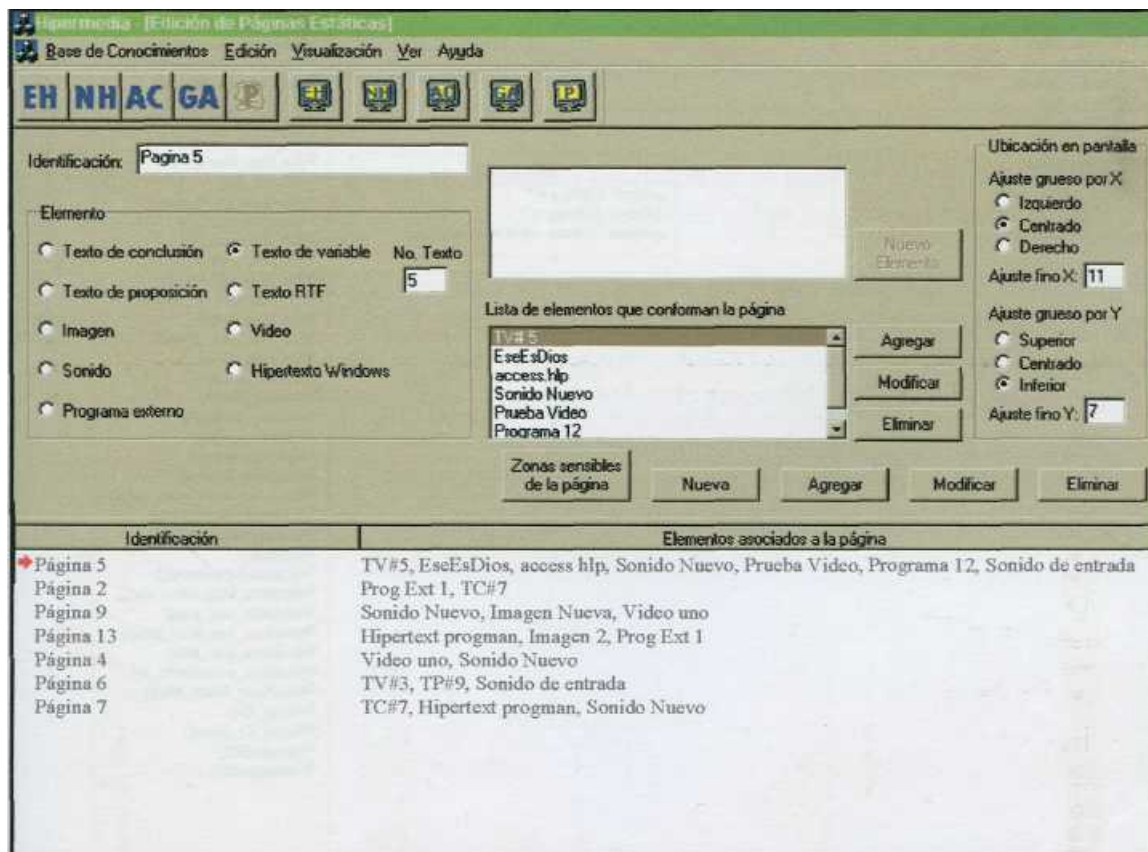 Hipermedia - [Edición de Páginas Estáticas]
Base de Conocimientos Edición Visualización Ver Ayuda
EH NH AC GA P EH NH AC GA P
Identificación: Pagina 5
Elemento
Texto de conclusión Texto de variable No. Texto
5
Texto de proposición Texto RTF
Imagen Video
Sonido Hipertexto Windows
Programa externo
Nuevo
Elemento
Lista de elementos que conforman la página
TV# 5
EseEsDios
access.hlp
Sonido Nuevo
Prueba Video
Programa 12
Agregar
Modificar
Eliminar
Ubicación en pantalla
Ajuste grueso por X
Izquierdo
Centrado
Derecho
Ajuste fino X: 11
Ajuste grueso por Y
Superior
Centrado
Inferior
Ajuste fino Y: 7
Zonas sensibles
de la página
Nueva Agregar Modificar Eliminar
Identificación Elementos asociados a la página
Página 5 TV#5, EseEsDios, access hlp, Sonido Nuevo, Prueba Video, Programa 12, Sonido de entrada
Página 2 Prog Ext 1, TC#7
Página 9 Sonido Nuevo, Imagen Nueva, Video uno
Página 13 Hipertext progman, Imagen 2, Prog Ext 1
Página 4 Video uno, Sonido Nuevo
Página 6 TV#3, TP#9, Sonido de entrada
Página 7 TC#7, Hipertext progman, Sonido Nuevo